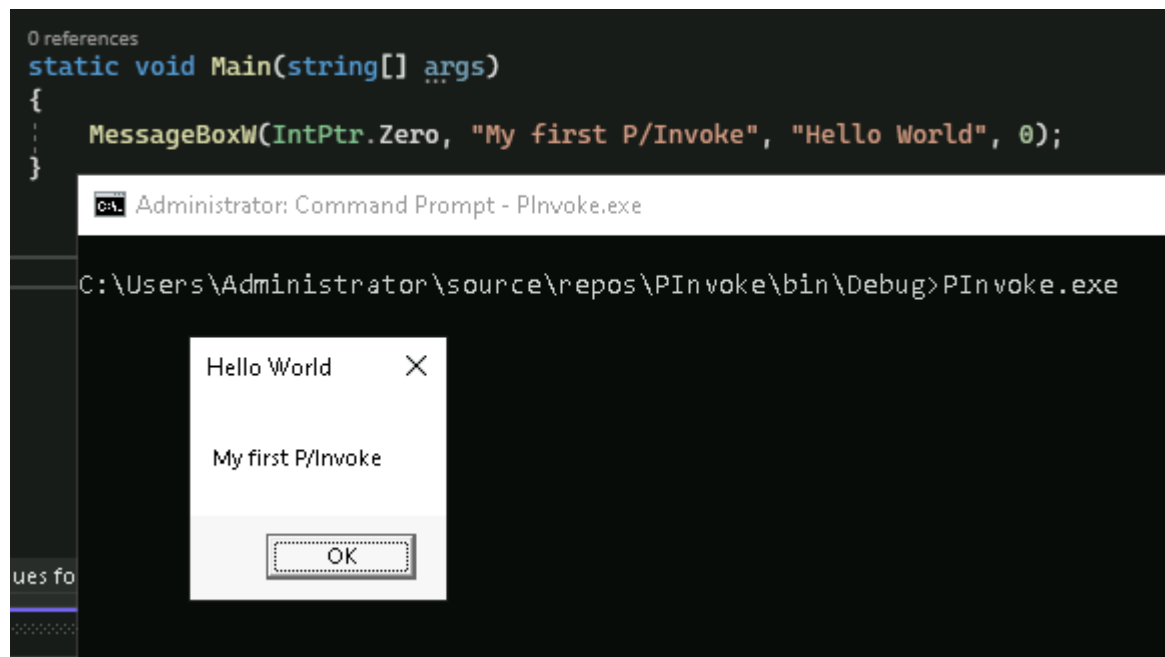 0 references
static void Main(string[] args)
{
MessageBoxW(IntPtr.Zero, "My first P/Invoke", "Hello World", 0);
}
Administrator: Command Prompt - PInvoke.exe
C:\Users\Administrator\source\repos\PInvoke\bin\Debug>PInvoke.exe
Hello World
My first P/Invoke
OK
ues fo